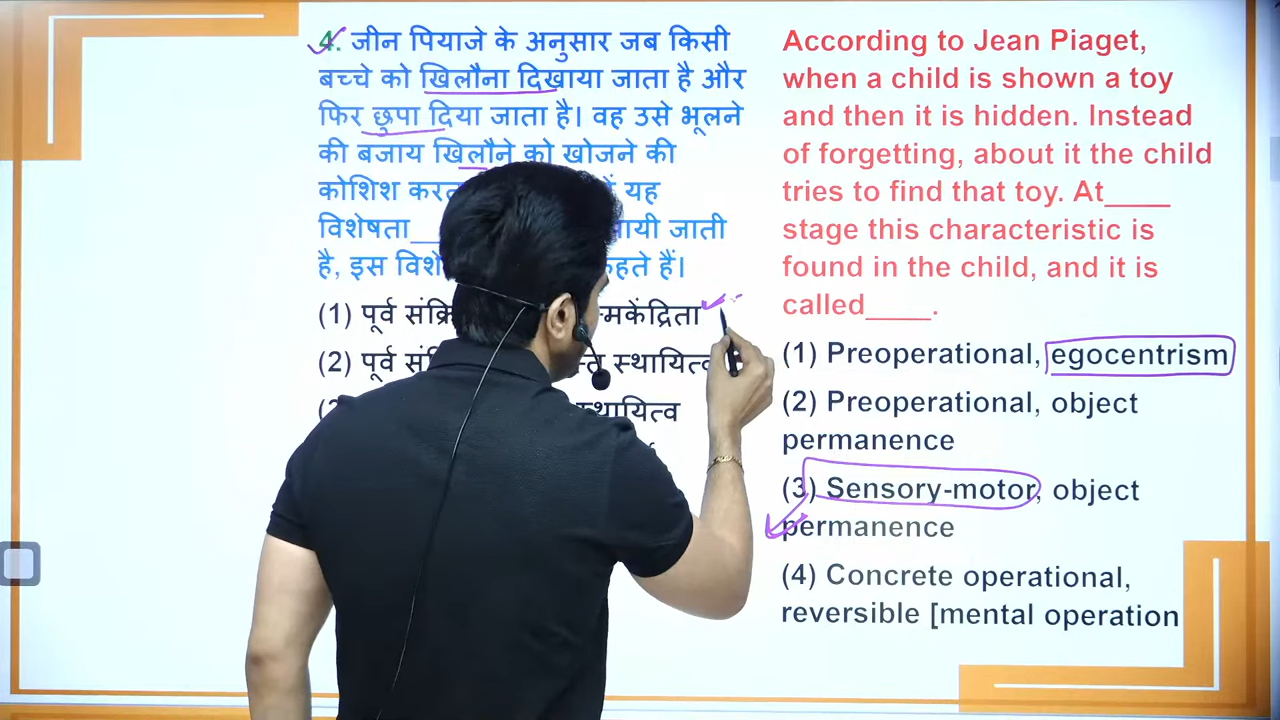 4. जीन पियाजे के अनुसार जब किसी
बच्चे को खिलौना दिखाया जाता है और
फिर छुपा दिया जाता है। वह उसे भूलने
की बजाय खिलौने को खोजने की
कोशिश यह
विशेषता____ जाती
है, इस कहते हैं।
(1) पूर्व
(2) पूर्व स्थायित्व
According to Jean Piaget,
when a child is shown a toy
and then it is hidden. Instead
of forgetting, about it the child
tries to find that toy. At____
stage this characteristic is
found in the child, and it is
called____.
(1) Preoperational, egocentrism
(2) Preoperational, object
permanence
(3) Sensory-motor, object
permanence
(4) Concrete operational,
reversible [mental operation